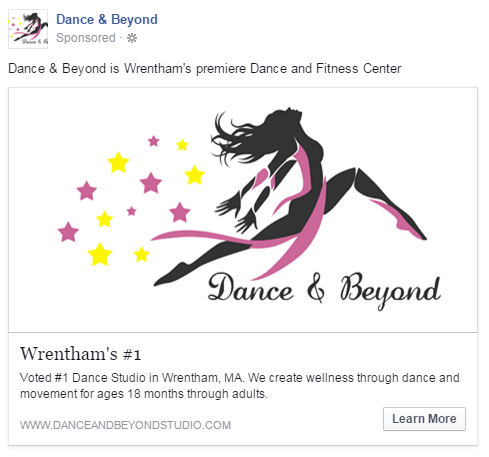 Dance & Beyond
Sponsored ·
Dance & Beyond is Wrentham's premiere Dance and Fitness Center
Dance & Beyond
Wrentham's #1
Voted #1 Dance Studio in Wrentham, MA. We create wellness through dance and
movement for ages 18 months through adults.
WWW.DANCEANDBEYONDSTUDIO.COM
Learn More